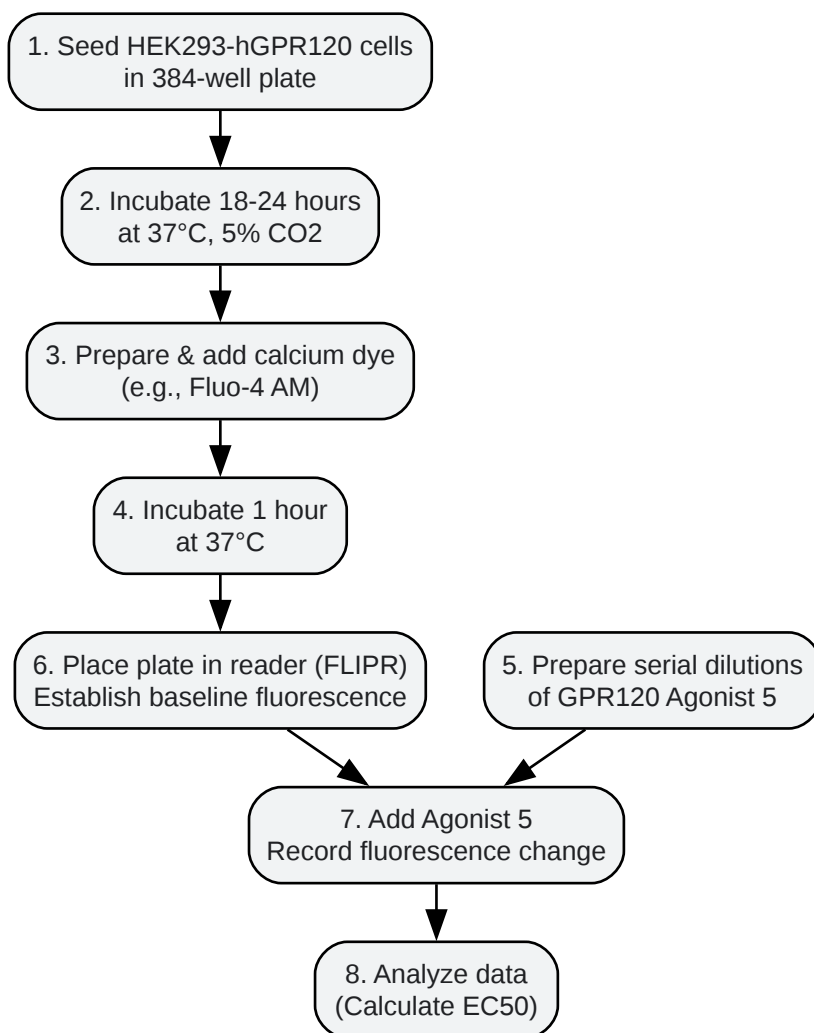 1. Seed HEK293-hGPR120 cells
in 384-well plate
2. Incubate 18-24 hours
at 37°C, 5% CO2
3. Prepare & add calcium dye
(e.g., Fluo-4 AM)
4. Incubate 1 hour
at 37°C
6. Place plate in reader (FLIPR)
Establish baseline fluorescence
5. Prepare serial dilutions
of GPR120 Agonist 5
7. Add Agonist 5
Record fluorescence change
8. Analyze data
(Calculate EC50)